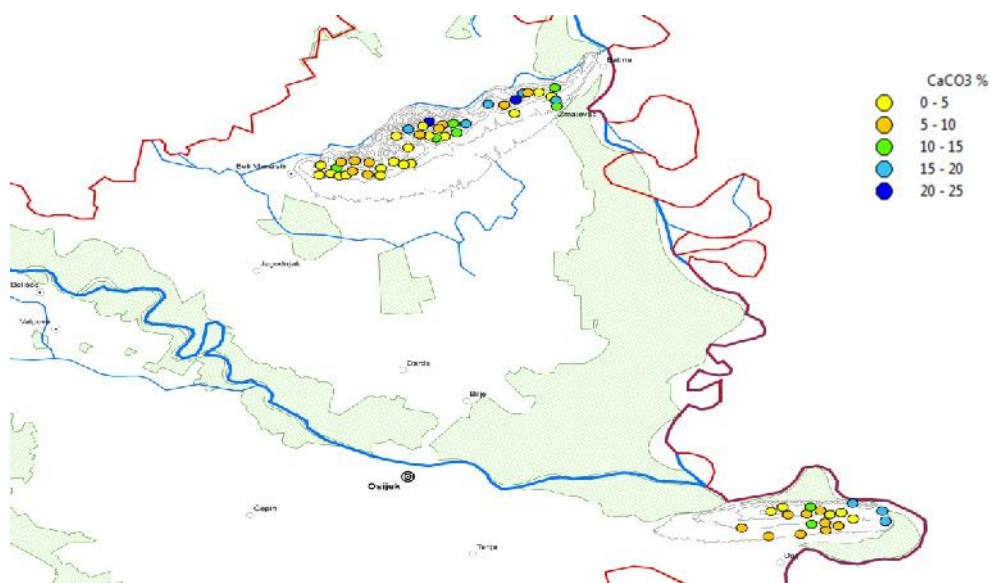 CaCO3 %
0 - 5
5 - 10
10 - 15
15 - 20
20 - 25
Batina
Zmajevac
Beli Manastir
Jagodnjak
Valpovo
Darda
Bilje
Osijek
Čepin
Tenja